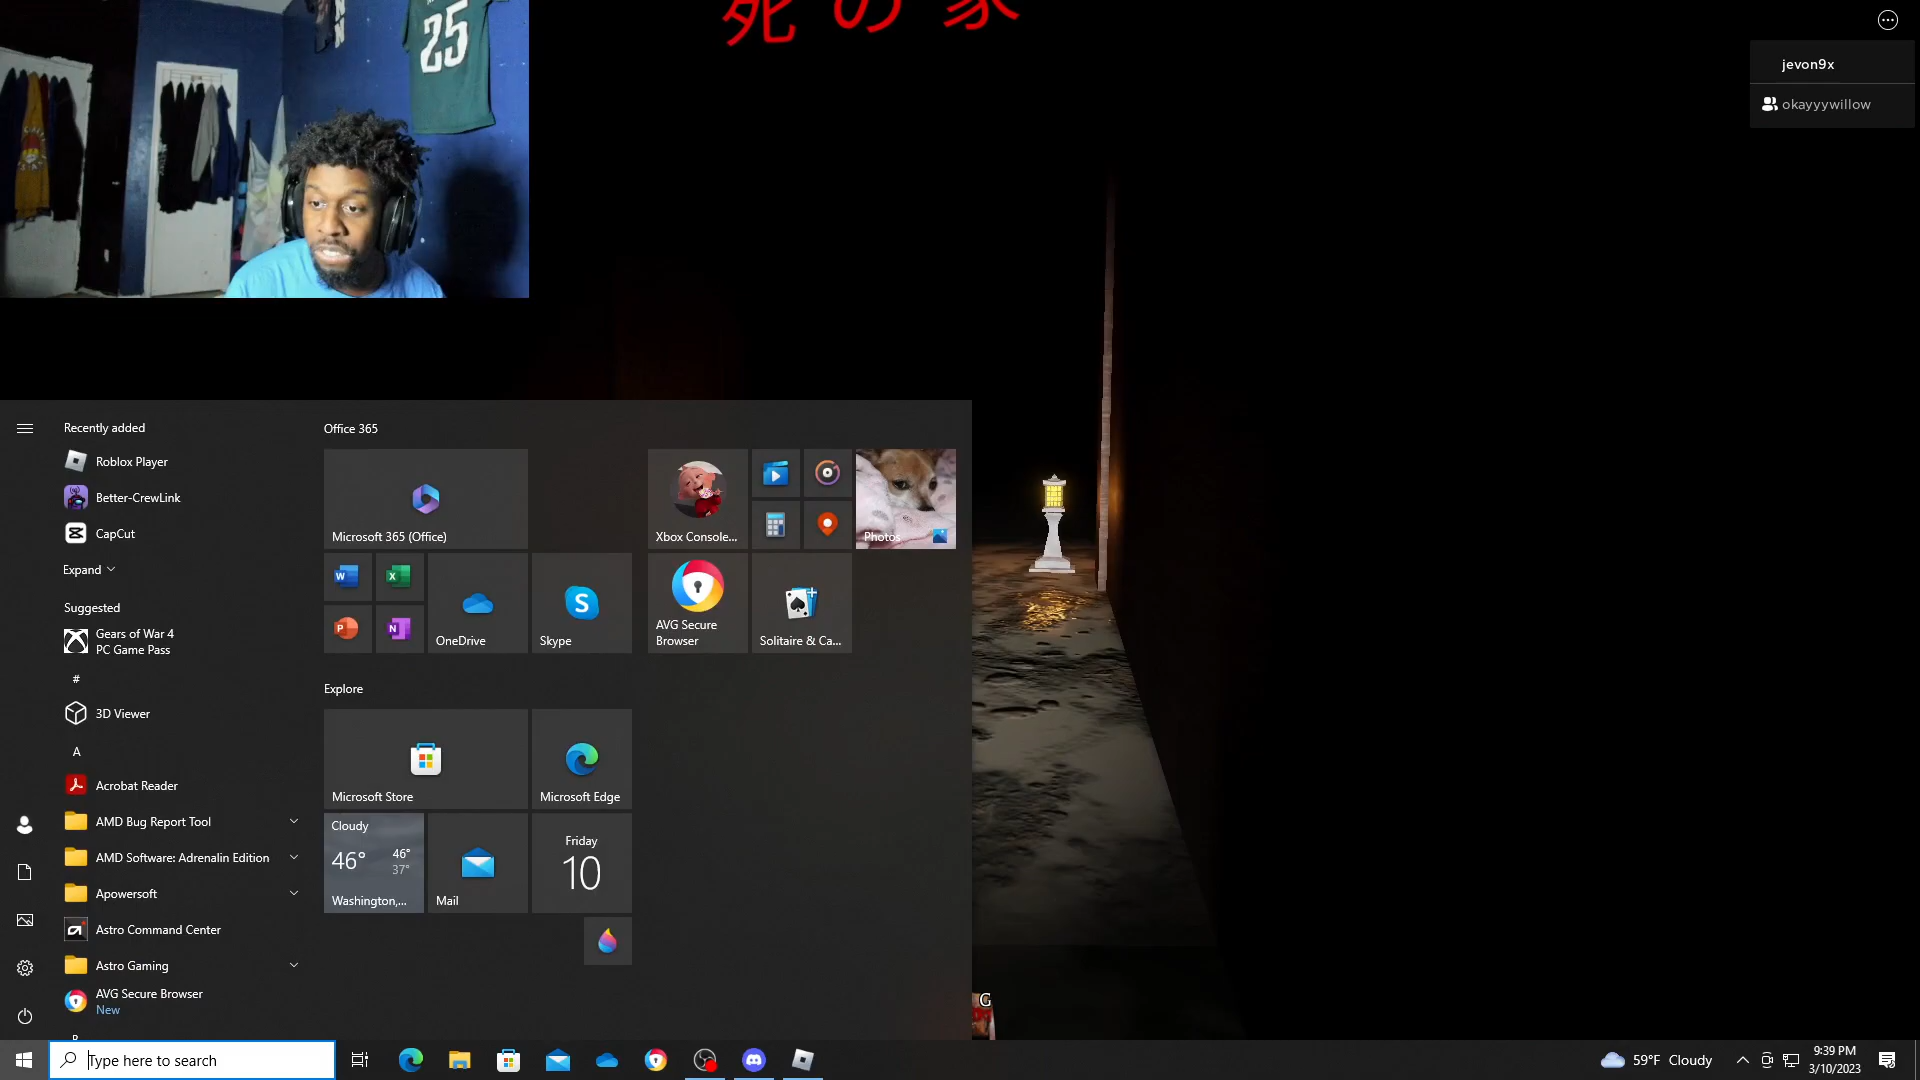 25
死の家
jevon9x
okayyywillow
Recently added
Roblox Player
Better-CrewLink
CapCut
Expand
Suggested
Gears of War 4
PC Game Pass
#
3D Viewer
A
Acrobat Reader
AMD Bug Report Tool
AMD Software: Adrenalin Edition
Apowersoft
Astro Command Center
Astro Gaming
AVG Secure Browser
New
Office 365
Microsoft 365 (Office)
OneDrive
Skype
Xbox Console...
Photos
AVG Secure
Browser
Solitaire & Ca...
Explore
Microsoft Store
Microsoft Edge
Cloudy
46°
46°
37°
Washington,...
Mail
Friday
10
G
Type here to search
59°F Cloudy
9:39 PM
3/10/2023